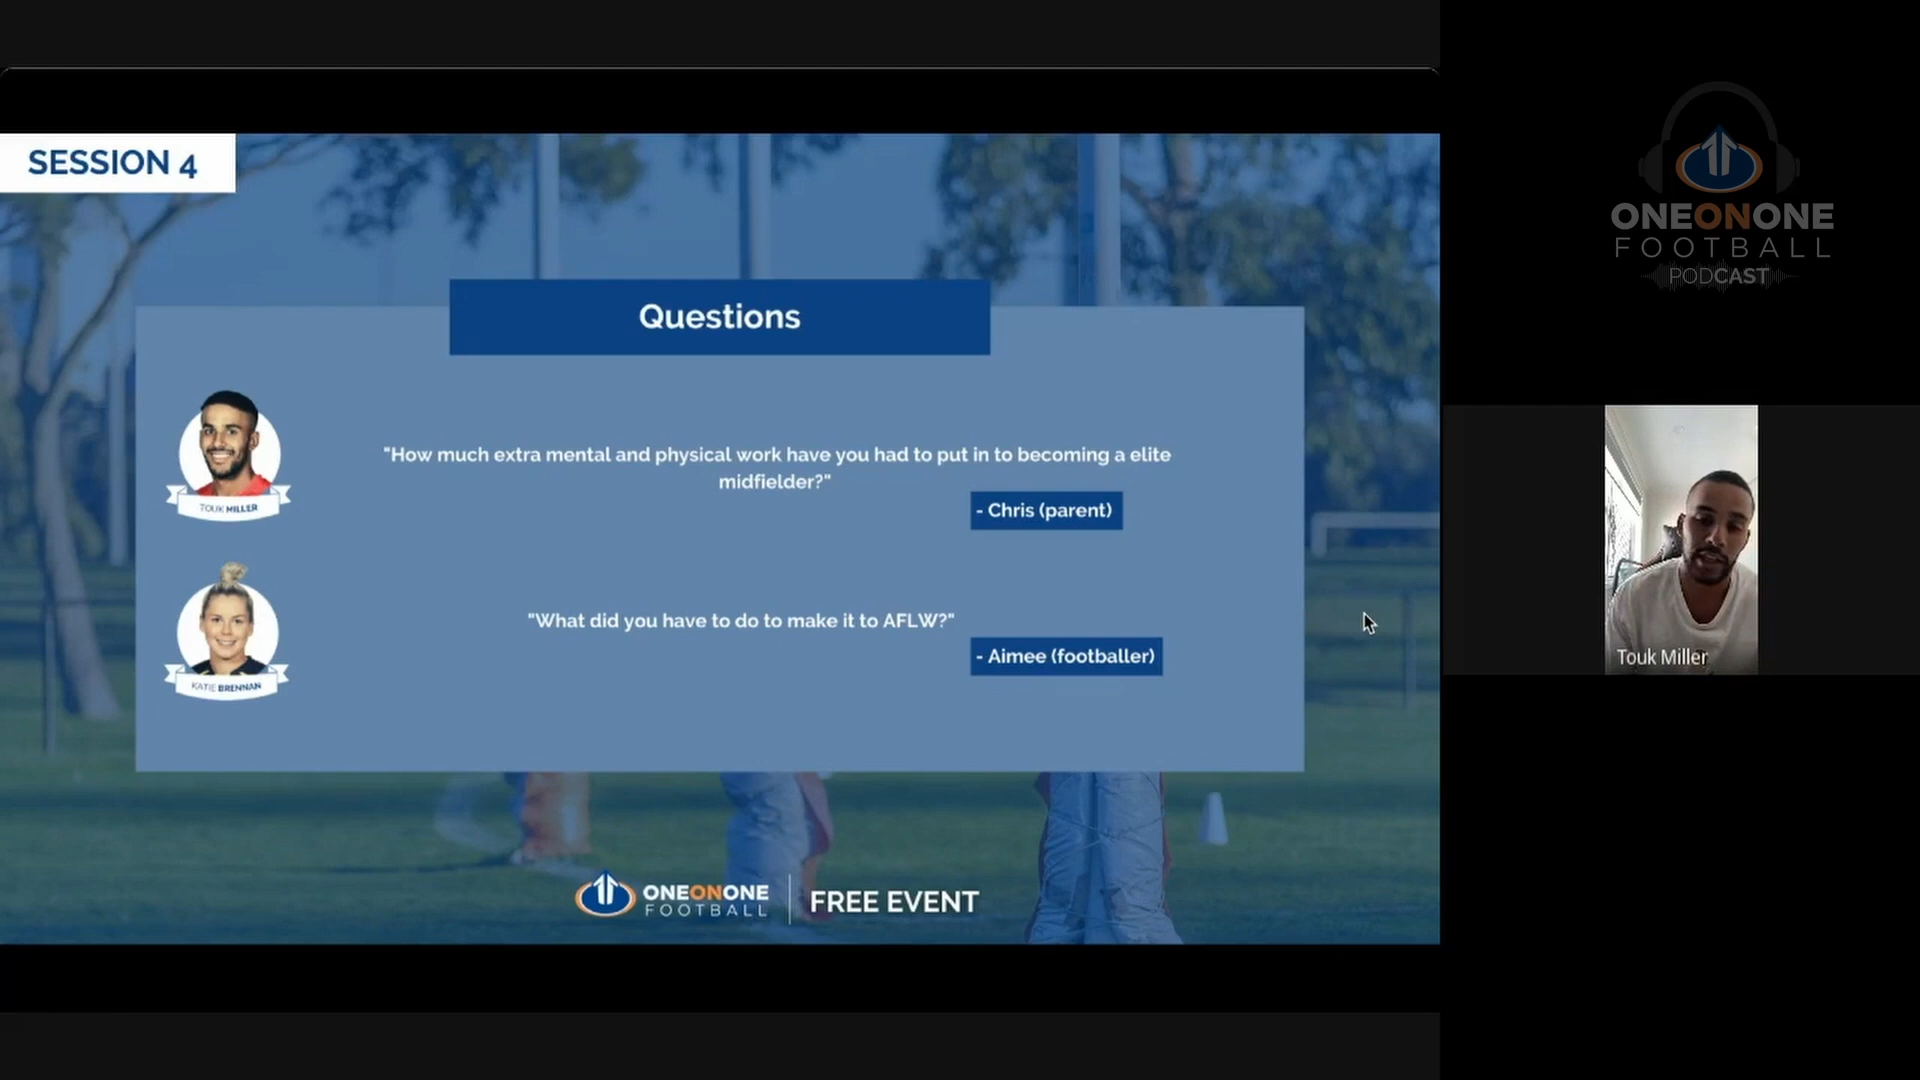 SESSION 4
Questions
"How much extra mental and physical work have you had to put in to becoming a elite
midfielder?"
- Chris (parent)
TOUK MILLER
"What did you have to do to make it to AFLW?"
- Aimee (footballer)
KATIE BRENNAN
ONEONONE
FOOTBALL
FREE EVENT
ONEONONE
FOOTBALL
PODCAST
Touk Miller